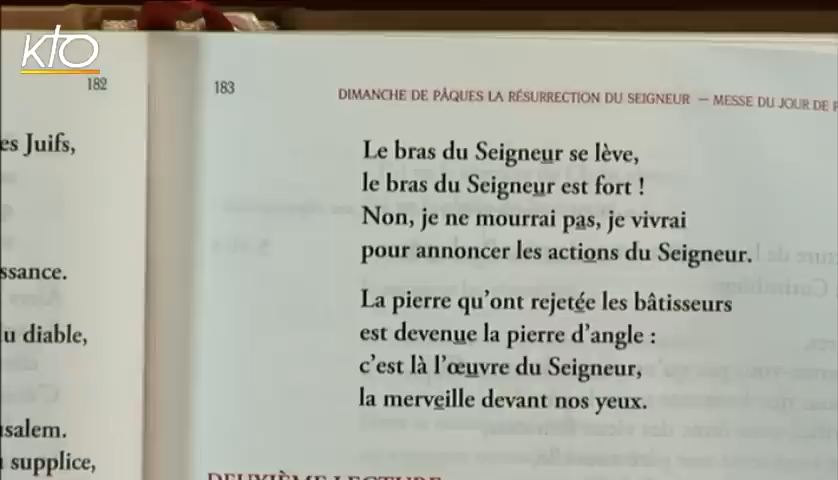 KTO
182
es Juifs,
ssance.
u diable,
salem.
supplice,
183
DIMANCHE DE PÂQUES LA RÉSURRECTION DU SEIGNEUR — MESSE DU JOUR DE
Le bras du Seigneur se lève,
le bras du Seigneur est fort !
Non, je ne mourrai pas, je vivrai
pour annoncer les actions du Seigneur.
La pierre qu'ont rejetée les bâtisseurs
est devenue la pierre d'angle :
c'est là l'œuvre du Seigneur,
la merveille devant nos yeux.
DEUXIÈME LECTURE